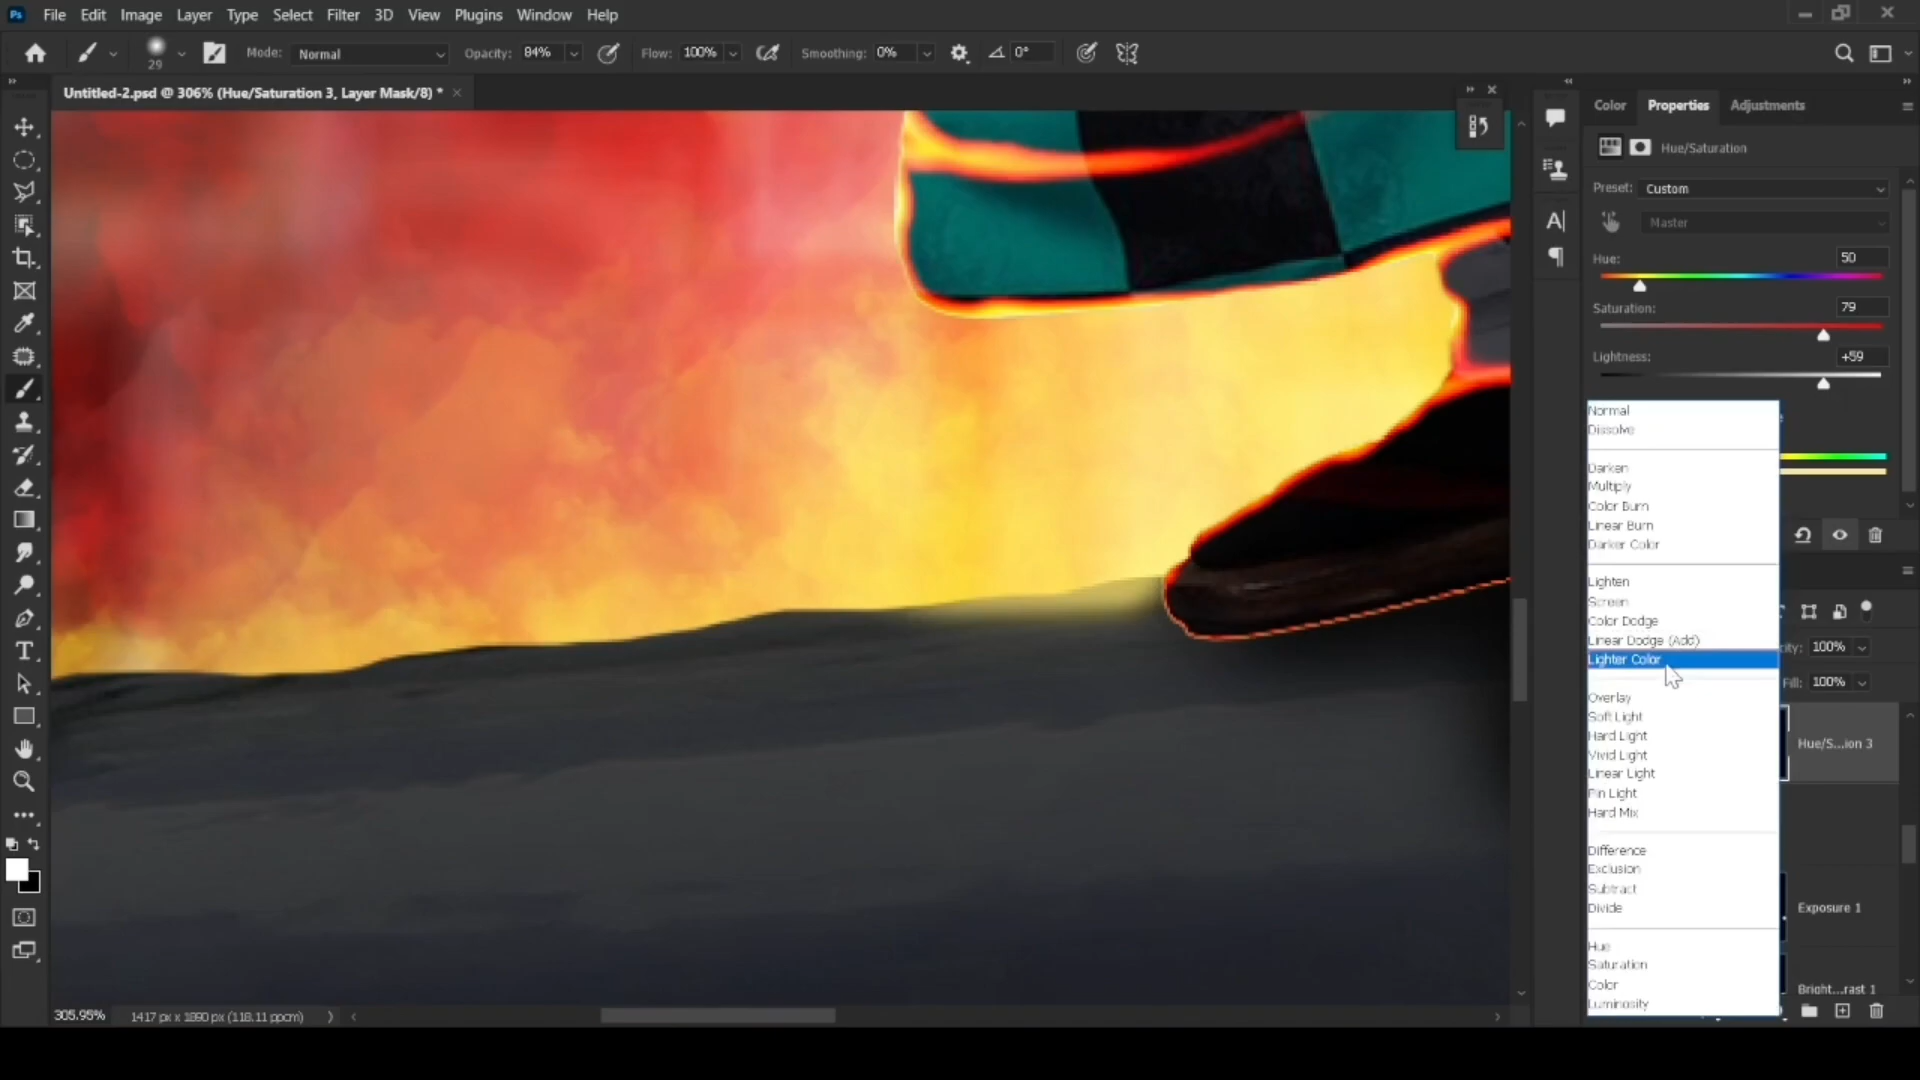 Ps File Edit Image Layer Type Select Filter 3D View Plugins Window Help
29 Mode: Normal Opacity: 84% Flow: 100% Smoothing: 0% 0°
Untitled-2.psd @ 306% (Hue/Saturation 3, Layer Mask/8) * ×
Color Properties Adjustments
Hue/Saturation
Preset: Custom
Master
Hue: 50
Saturation: 79
Lightness: +59
Normal
Dissolve
Darken
Multiply
Color Burn
Linear Burn
Darker Color
Lighten
Screen
Color Dodge
Linear Dodge (Add)
Lighter Color
city: 100%
Fill: 100%
Overlay
Soft Light
Hard Light
Vivid Light
Linear Light
Pin Light
Hard Mix
Hue/S...ion 3
Difference
Exclusion
Subtract
Divide
Exposure 1
Hue
Saturation
Color
Luminosity
Bright...rast 1
305.95% 1417 px x 1890 px (118.11 ppcm)